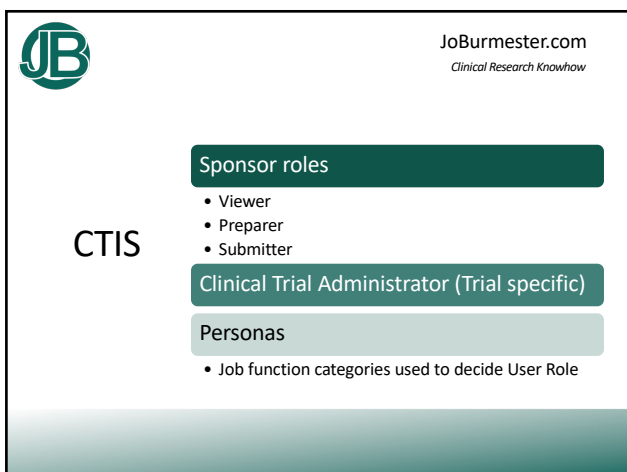 JB
JoBurmester.com
Clinical Research Knowhow
CTIS
Sponsor roles
• Viewer
• Preparer
• Submitter
Clinical Trial Administrator (Trial specific)
Personas
• Job function categories used to decide User Role